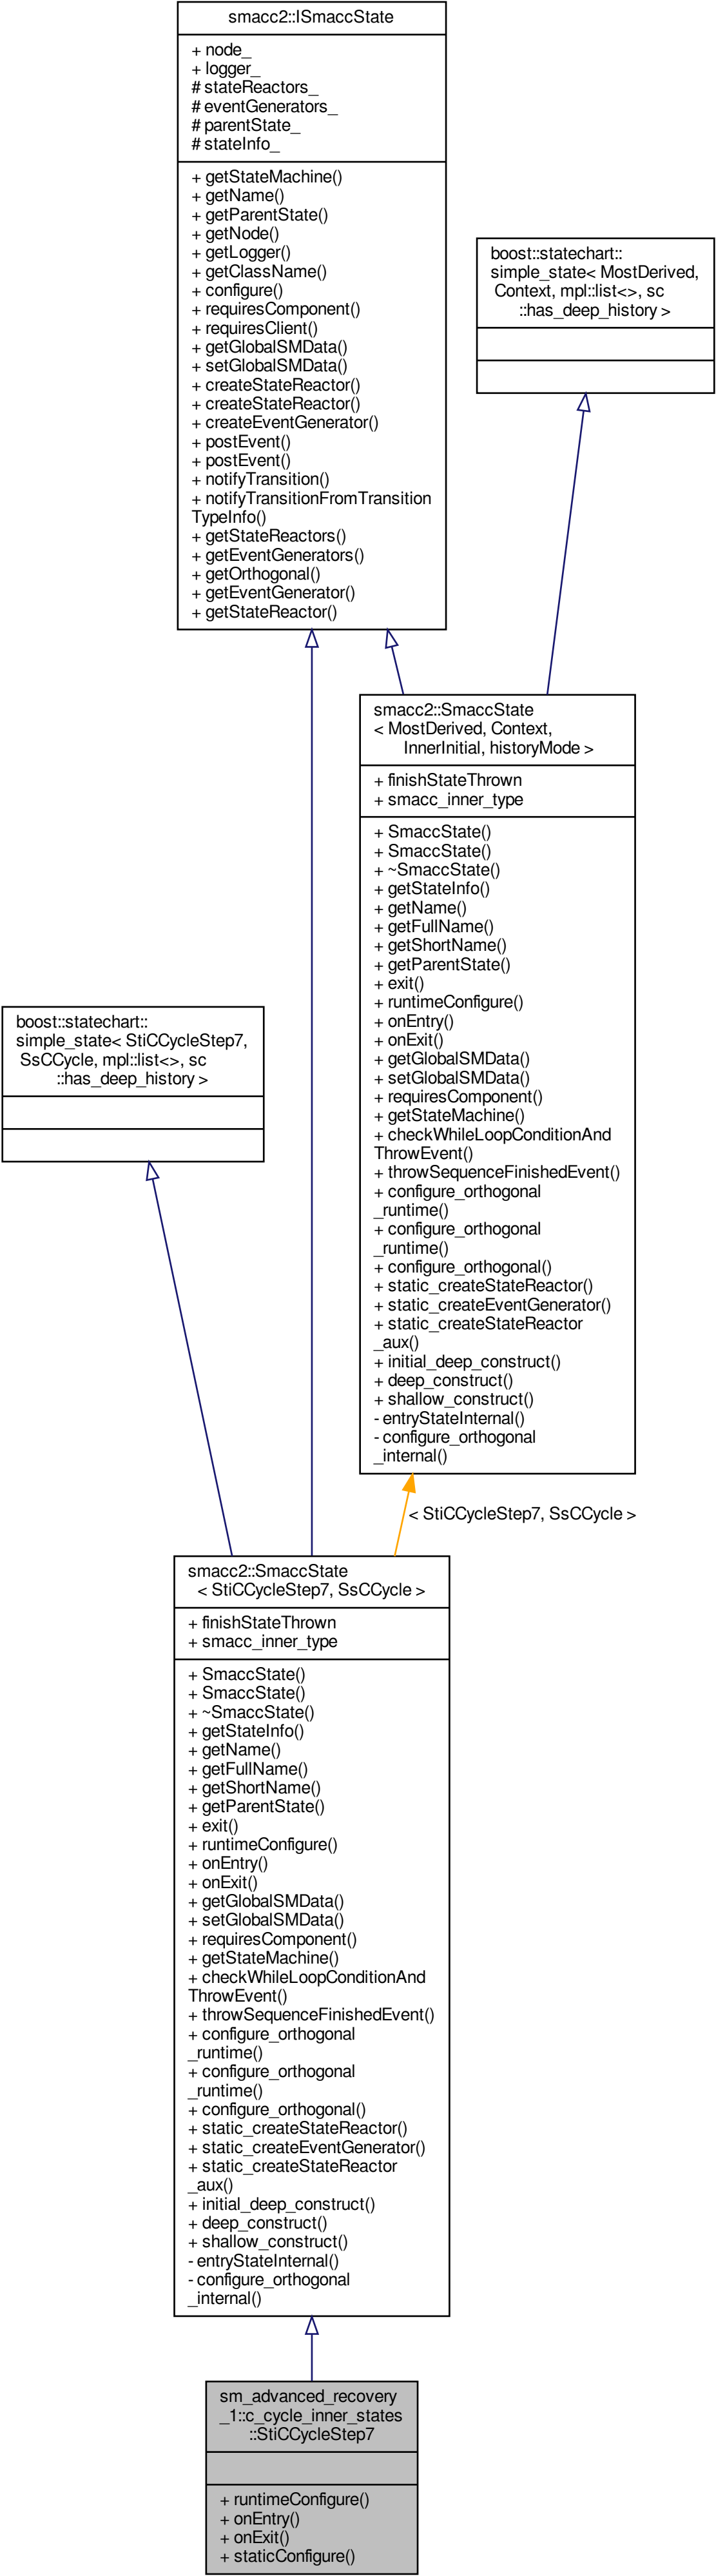 smacc2::ISmaccState
+ node_
+ logger_
# stateReactors_
# eventGenerators_
# parentState_
# stateInfo_
+ getStateMachine()
+ getName()
+ getParentState()
+ getNode()
+ getLogger()
+ getClassName()
+ configure()
+ requiresComponent()
+ requiresClient()
+ getGlobalSMData()
+ setGlobalSMData()
+ createStateReactor()
+ createStateReactor()
+ createEventGenerator()
+ postEvent()
+ postEvent()
+ notifyTransition()
+ notifyTransitionFromTransition
TypeInfo()
+ getStateReactors()
+ getEventGenerators()
+ getOrthogonal()
+ getEventGenerator()
+ getStateReactor()
boost::statechart::
simple_state< MostDerived,
Context, mpl::list<>, sc
::has_deep_history >
smacc2::SmaccState
< MostDerived, Context,
InnerInitial, historyMode >
+ finishStateThrown
+ smacc_inner_type
+ SmaccState()
+ SmaccState()
+ ~SmaccState()
+ getStateInfo()
+ getName()
+ getFullName()
+ getShortName()
+ getParentState()
+ exit()
+ runtimeConfigure()
+ onEntry()
+ onExit()
+ getGlobalSMData()
+ setGlobalSMData()
+ requiresComponent()
+ getStateMachine()
+ checkWhileLoopConditionAnd
ThrowEvent()
+ throwSequenceFinishedEvent()
+ configure_orthogonal
_runtime()
+ configure_orthogonal
_runtime()
+ configure_orthogonal()
+ static_createStateReactor()
+ static_createEventGenerator()
+ static_createStateReactor
_aux()
+ initial_deep_construct()
+ deep_construct()
+ shallow_construct()
- entryStateInternal()
- configure_orthogonal
_internal()
boost::statechart::
simple_state< StiCCycleStep7,
SsCCycle, mpl::list<>, sc
::has_deep_history >
< StiCCycleStep7, SsCCycle >
smacc2::SmaccState
< StiCCycleStep7, SsCCycle >
+ finishStateThrown
+ smacc_inner_type
+ SmaccState()
+ SmaccState()
+ ~SmaccState()
+ getStateInfo()
+ getName()
+ getFullName()
+ getShortName()
+ getParentState()
+ exit()
+ runtimeConfigure()
+ onEntry()
+ onExit()
+ getGlobalSMData()
+ setGlobalSMData()
+ requiresComponent()
+ getStateMachine()
+ checkWhileLoopConditionAnd
ThrowEvent()
+ throwSequenceFinishedEvent()
+ configure_orthogonal
_runtime()
+ configure_orthogonal
_runtime()
+ configure_orthogonal()
+ static_createStateReactor()
+ static_createEventGenerator()
+ static_createStateReactor
_aux()
+ initial_deep_construct()
+ deep_construct()
+ shallow_construct()
- entryStateInternal()
- configure_orthogonal
_internal()
sm_advanced_recovery
_1::c_cycle_inner_states
::StiCCycleStep7
+ runtimeConfigure()
+ onEntry()
+ onExit()
+ staticConfigure()